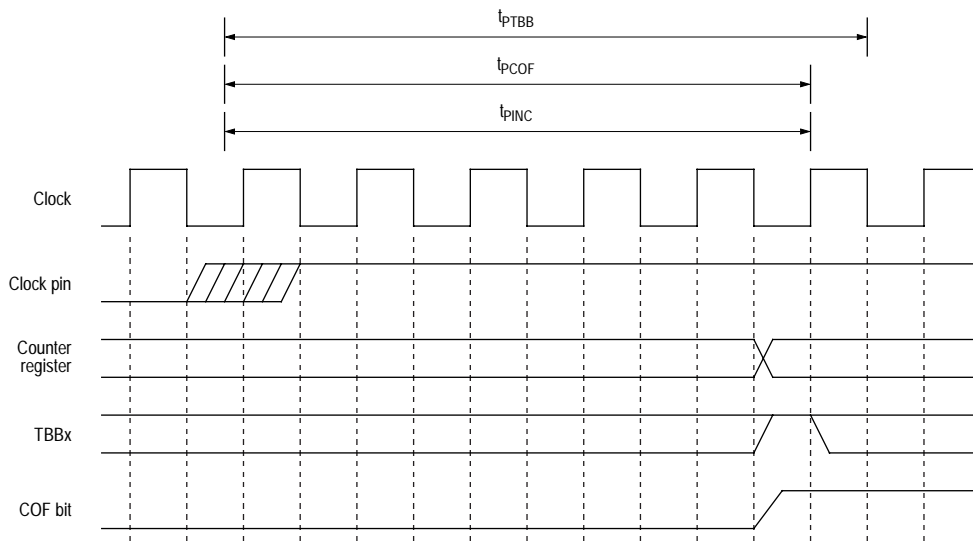 tPTBB
tPCOF
tPINC
Clock
Clock pin
Counter
register
TBBx
COF bit